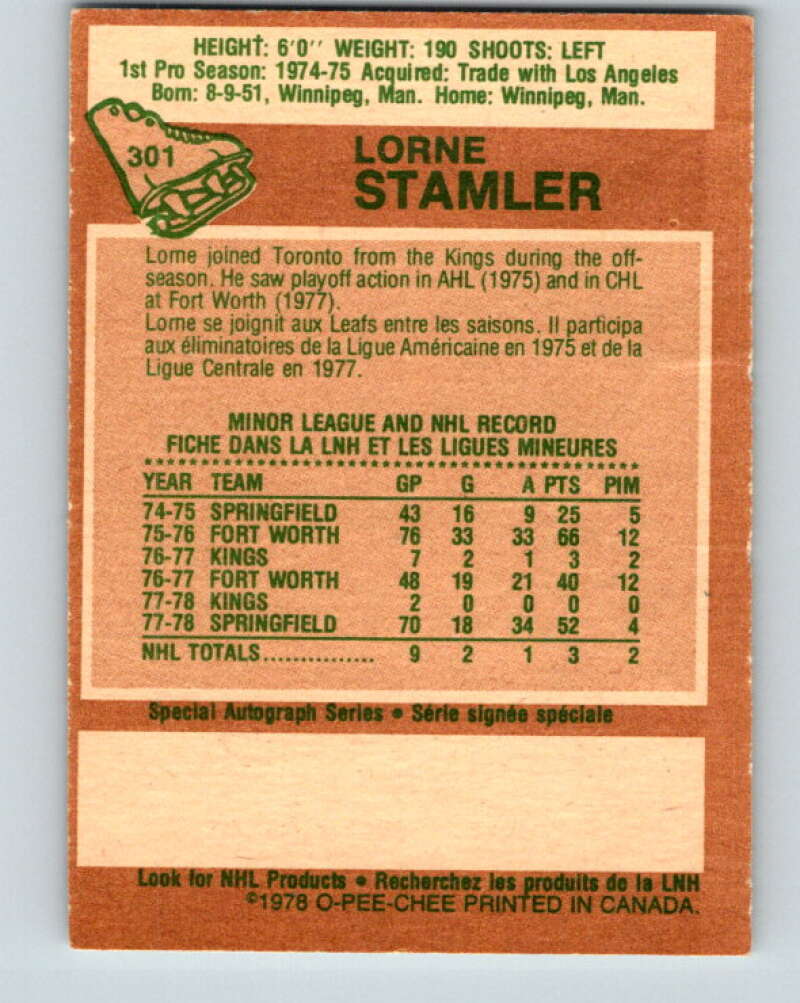 HEIGHT: 6'0'' WEIGHT: 190 SHOOTS: LEFT
1st Pro Season: 1974-75 Acquired: Trade with Los Angeles
Born: 8-9-51, Winnipeg, Man. Home: Winnipeg, Man.
301
LORNE
STAMLER
Lorne joined Toronto from the Kings during the off-
season. He saw playoff action in AHL (1975) and in CHL
at Fort Worth (1977).
Lorne se joignit aux Leafs entre les saisons. Il participa
aux éliminatoires de la Ligue Américaine en 1975 et de la
Ligue Centrale en 1977.
MINOR LEAGUE AND NHL RECORD
FICHE DANS LA LNH ET LES LIGUES MINEURES
YEAR TEAM GP G A PTS PIM
74-75 SPRINGFIELD 43 16 9 25 5
75-76 FORT WORTH 76 33 33 66 12
76-77 KINGS 7 2 1 3 2
76-77 FORT WORTH 48 19 21 40 12
77-78 KINGS 2 0 0 0 0
77-78 SPRINGFIELD 70 18 34 52 4
NHL TOTALS............... 9 2 1 3 2
Special Autograph Series • Série signée spéciale
Look for NHL Products • Recherchez les produits de la LNH
©1978 O-PEE-CHEE PRINTED IN CANADA.